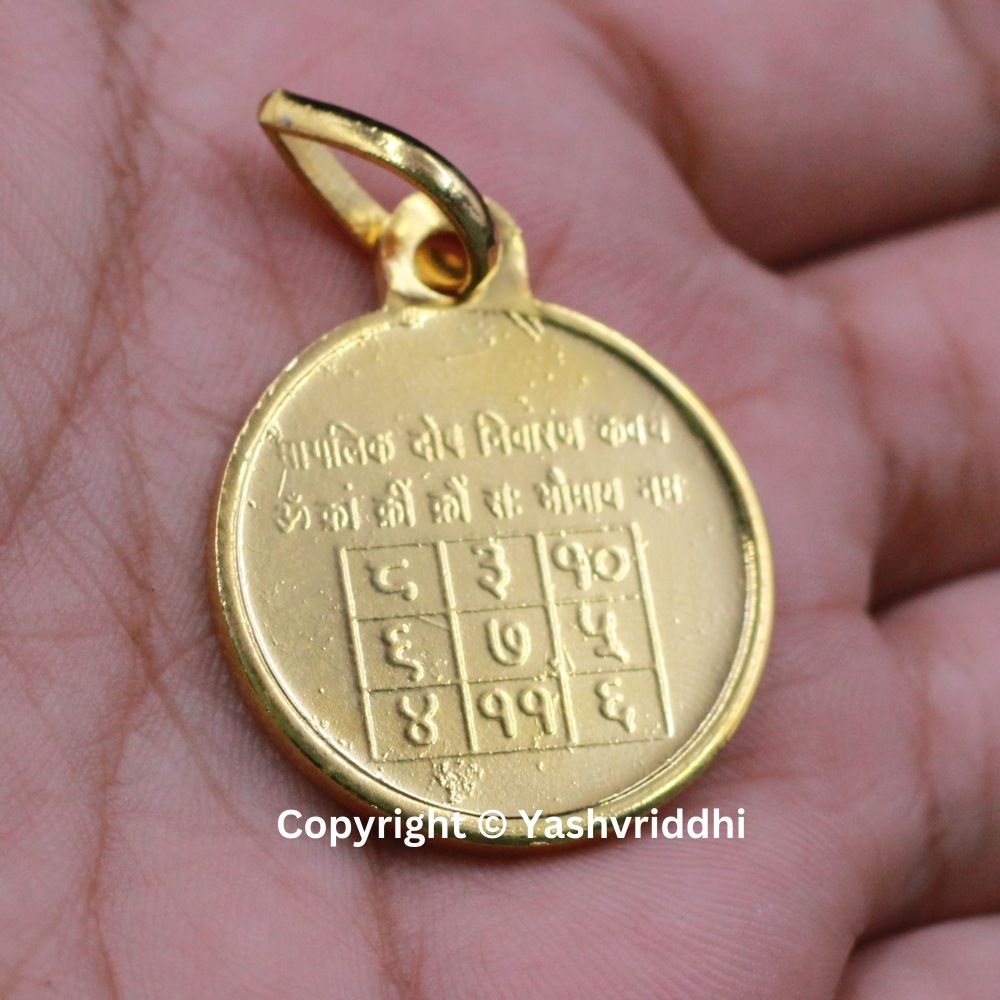 मांगलिक दोष निवारण कवच
ॐ क्रां क्रीं क्रौं सः भौमाय नमः
८ ३ १०
९ ७ ५
४ ११ ६
Copyright © Yashvriddhi